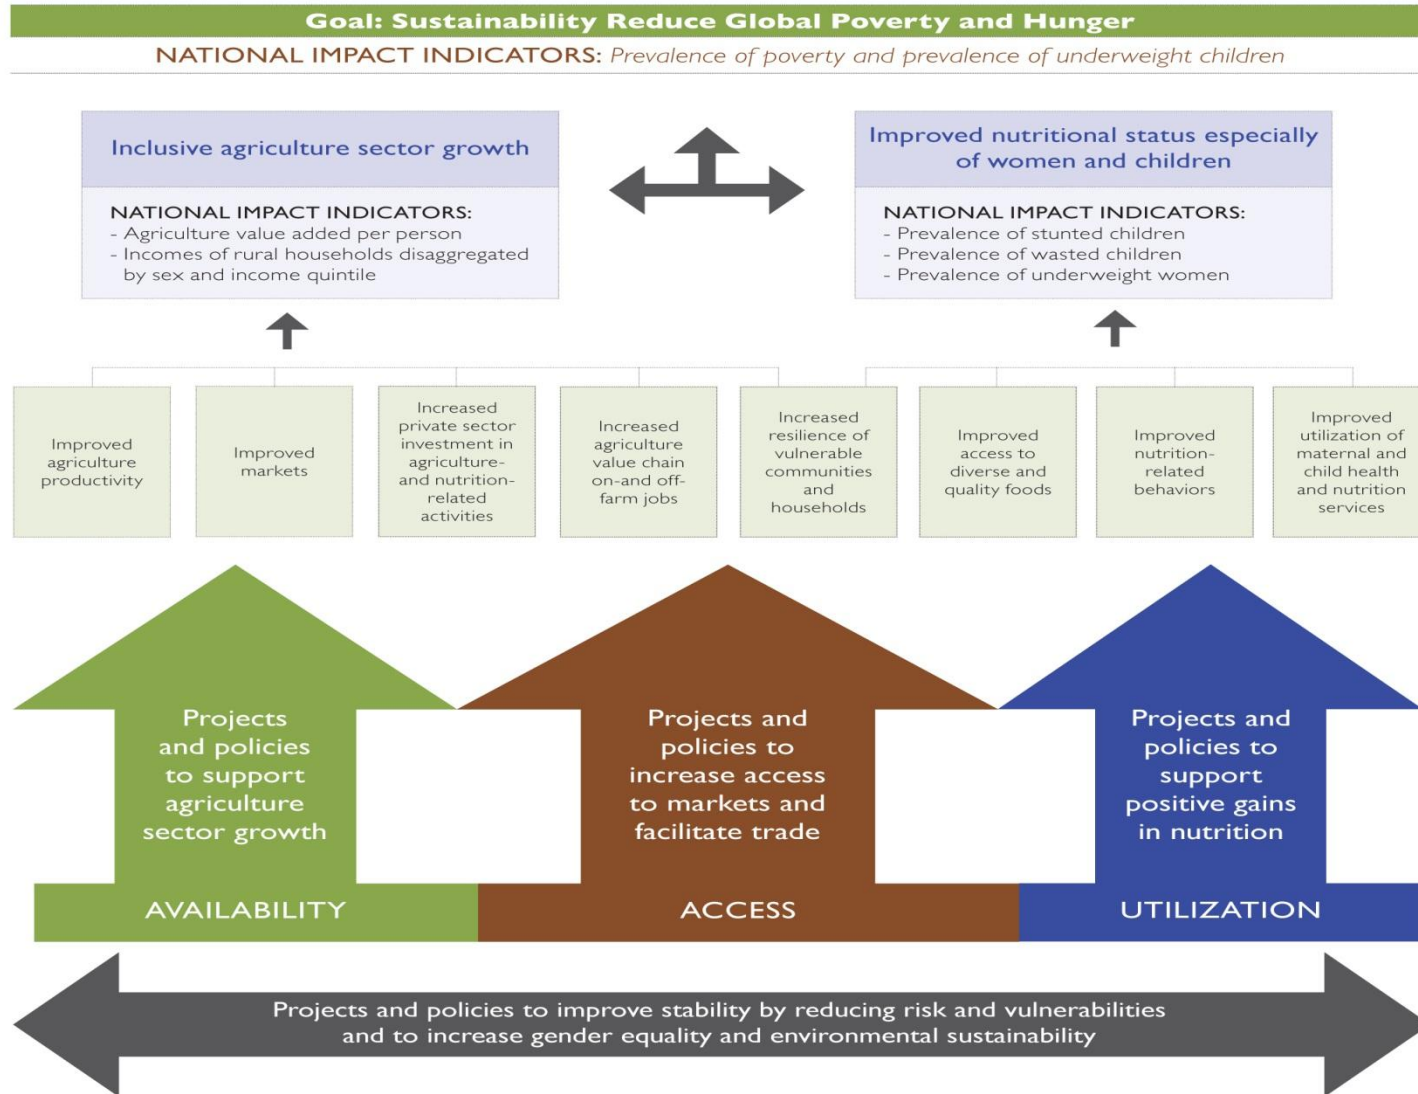 Goal: Sustainability Reduce Global Poverty and Hunger
NATIONAL IMPACT INDICATORS: Prevalence of poverty and prevalence of underweight children
Inclusive agriculture sector growth
NATIONAL IMPACT INDICATORS:
- Agriculture value added per person
- Incomes of rural households disaggregated
by sex and income quintile
Improved nutritional status especially
of women and children
NATIONAL IMPACT INDICATORS:
- Prevalence of stunted children
- Prevalence of wasted children
- Prevalence of underweight women
Improved
agriculture
productivity
Improved
markets
Increased
private sector
investment in
agriculture-
and nutrition-
related
activities
Increased
agriculture
value chain
on-and off-
farm jobs
Increased
resilience of
vulnerable
communities
and
households
Improved
access to
diverse and
quality foods
Improved
nutrition-
related
behaviors
Improved
utilization of
maternal and
child health
and nutrition
services
Projects
and policies
to support
agriculture
sector growth
AVAILABILITY
Projects and
policies to
increase access
to markets and
facilitate trade
ACCESS
Projects and
policies to
support
positive gains
in nutrition
UTILIZATION
Projects and policies to improve stability by reducing risk and vulnerabilities
and to increase gender equality and environmental sustainability